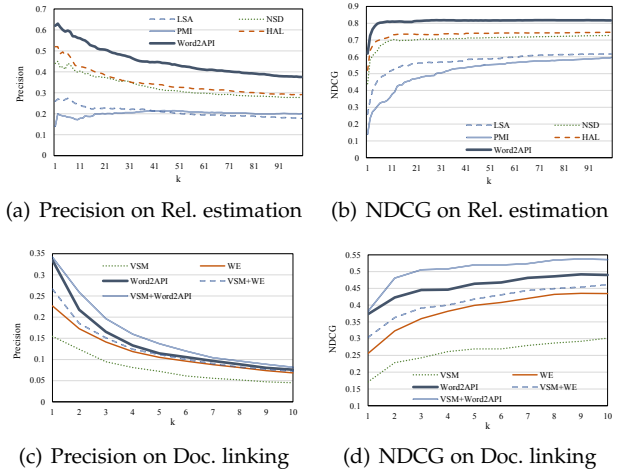 0.7
0.6
0.5
0.4
0.3
0.2
0.1
0
Precision
LSA NSD
PMI HAL
Word2API
1 11 21 31 41 51 61 71 81 91
k
(a) Precision on Rel. estimation
1
0.9
0.8
0.7
0.6
0.5
0.4
0.3
0.2
0.1
0
NDCG
LSA NSD
PMI HAL
Word2API
1 11 21 31 41 51 61 71 81 91
k
(b) NDCG on Rel. estimation
0.35
0.3
0.25
0.2
0.15
0.1
0.05
0
Precision
VSM WE
Word2API VSM+WE
VSM+Word2API
1 2 3 4 5 6 7 8 9 10
k
(c) Precision on Doc. linking
0.55
0.5
0.45
0.4
0.35
0.3
0.25
0.2
0.15
0.1
NDCG
VSM WE
Word2API VSM+WE
VSM+Word2API
1 2 3 4 5 6 7 8 9 10
k
(d) NDCG on Doc. linking